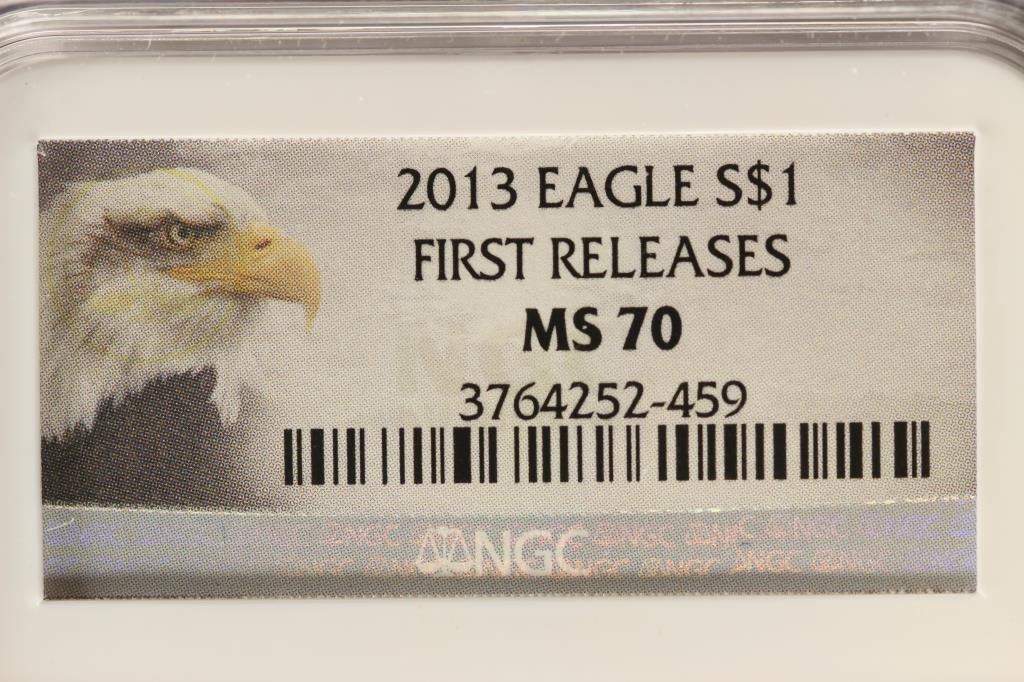 2013 EAGLE S$1
FIRST RELEASES
MS 70
3764252-459
NGC